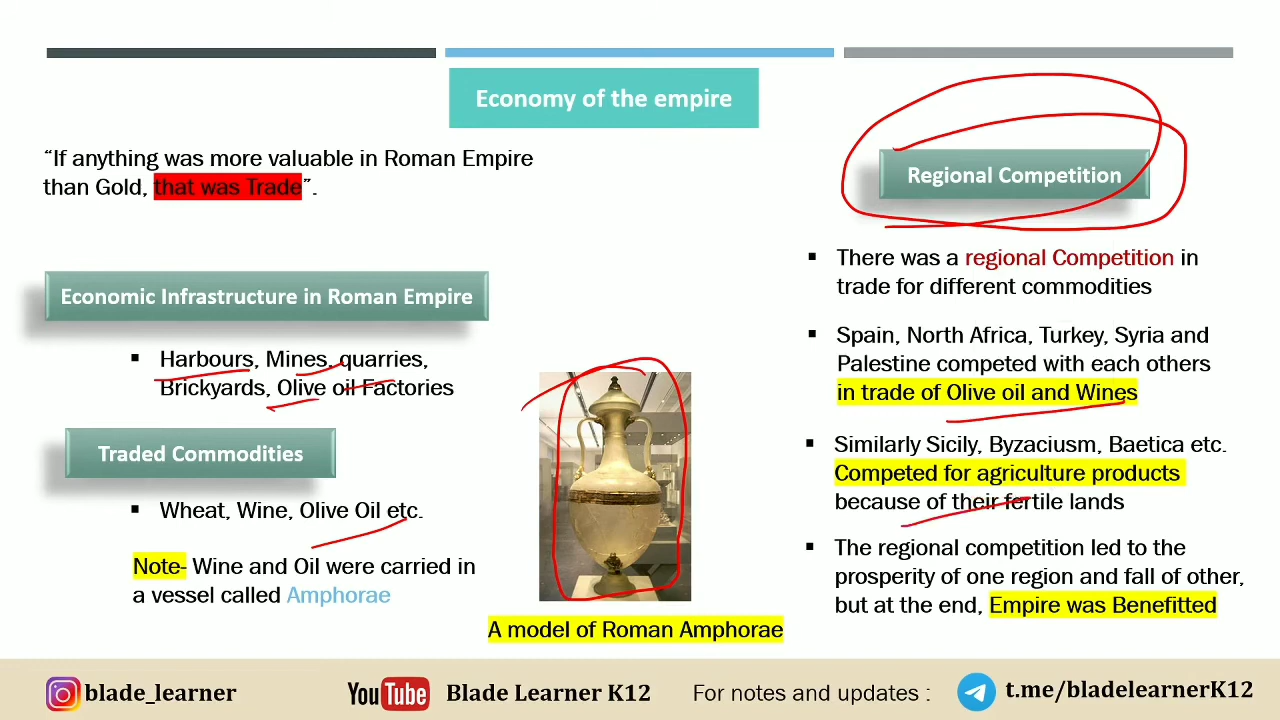 Economy of the empire
“If anything was more valuable in Roman Empire
than Gold, that was Trade”.
Economic Infrastructure in Roman Empire
Harbours, Mines, quarries,
Brickyards, Olive oil Factories
Traded Commodities
Wheat, Wine, Olive Oil etc.
Note- Wine and Oil were carried in
a vessel called Amphorae
A model of Roman Amphorae
Regional Competition
There was a regional Competition in
trade for different commodities
Spain, North Africa, Turkey, Syria and
Palestine competed with each others
in trade of Olive oil and Wines
Similarly Sicily, Byzaciusm, Baetica etc.
Competed for agriculture products
because of their fertile lands
The regional competition led to the
prosperity of one region and fall of other,
but at the end, Empire was Benefitted
blade_learner
YouTube Blade Learner K12
For notes and updates :
t.me/bladelearnerK12